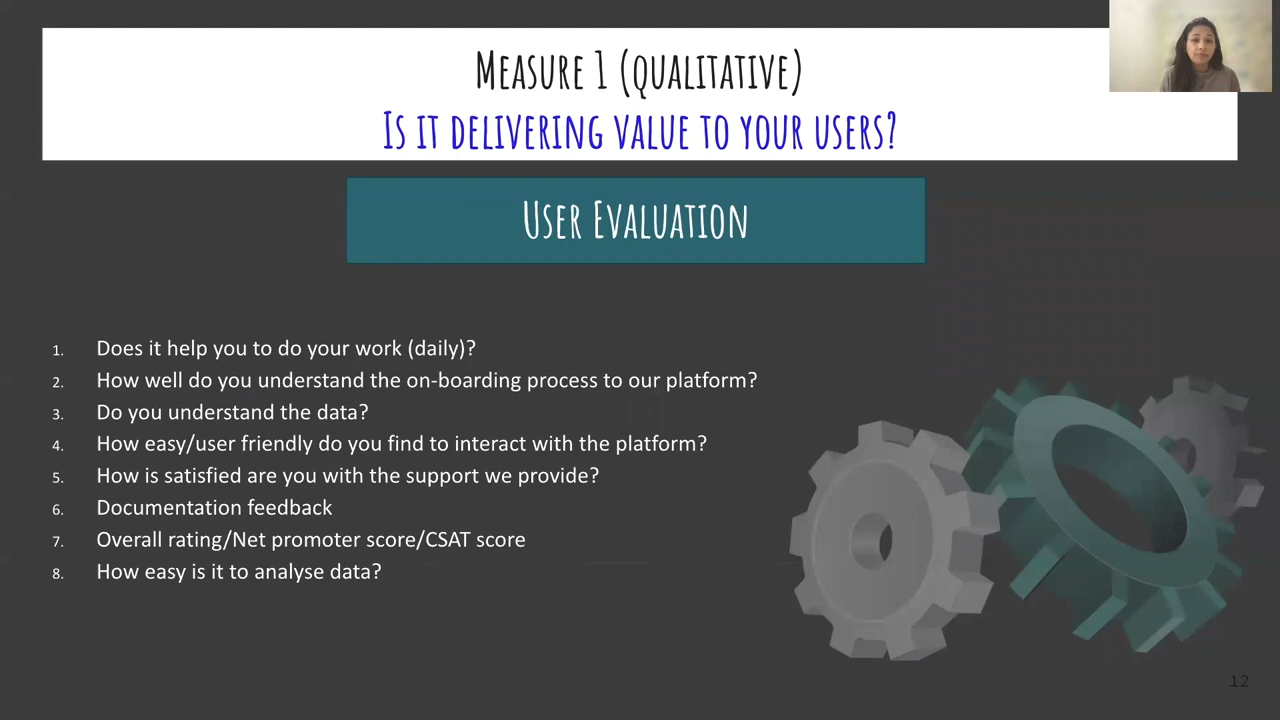 Measure 1 (qualitative)
Is it delivering value to your users?
User Evaluation
1. Does it help you to do your work (daily)?
2. How well do you understand the on-boarding process to our platform?
3. Do you understand the data?
4. How easy/user friendly do you find to interact with the platform?
5. How is satisfied are you with the support we provide?
6. Documentation feedback
7. Overall rating/Net promoter score/CSAT score
8. How easy is it to analyse data?
12